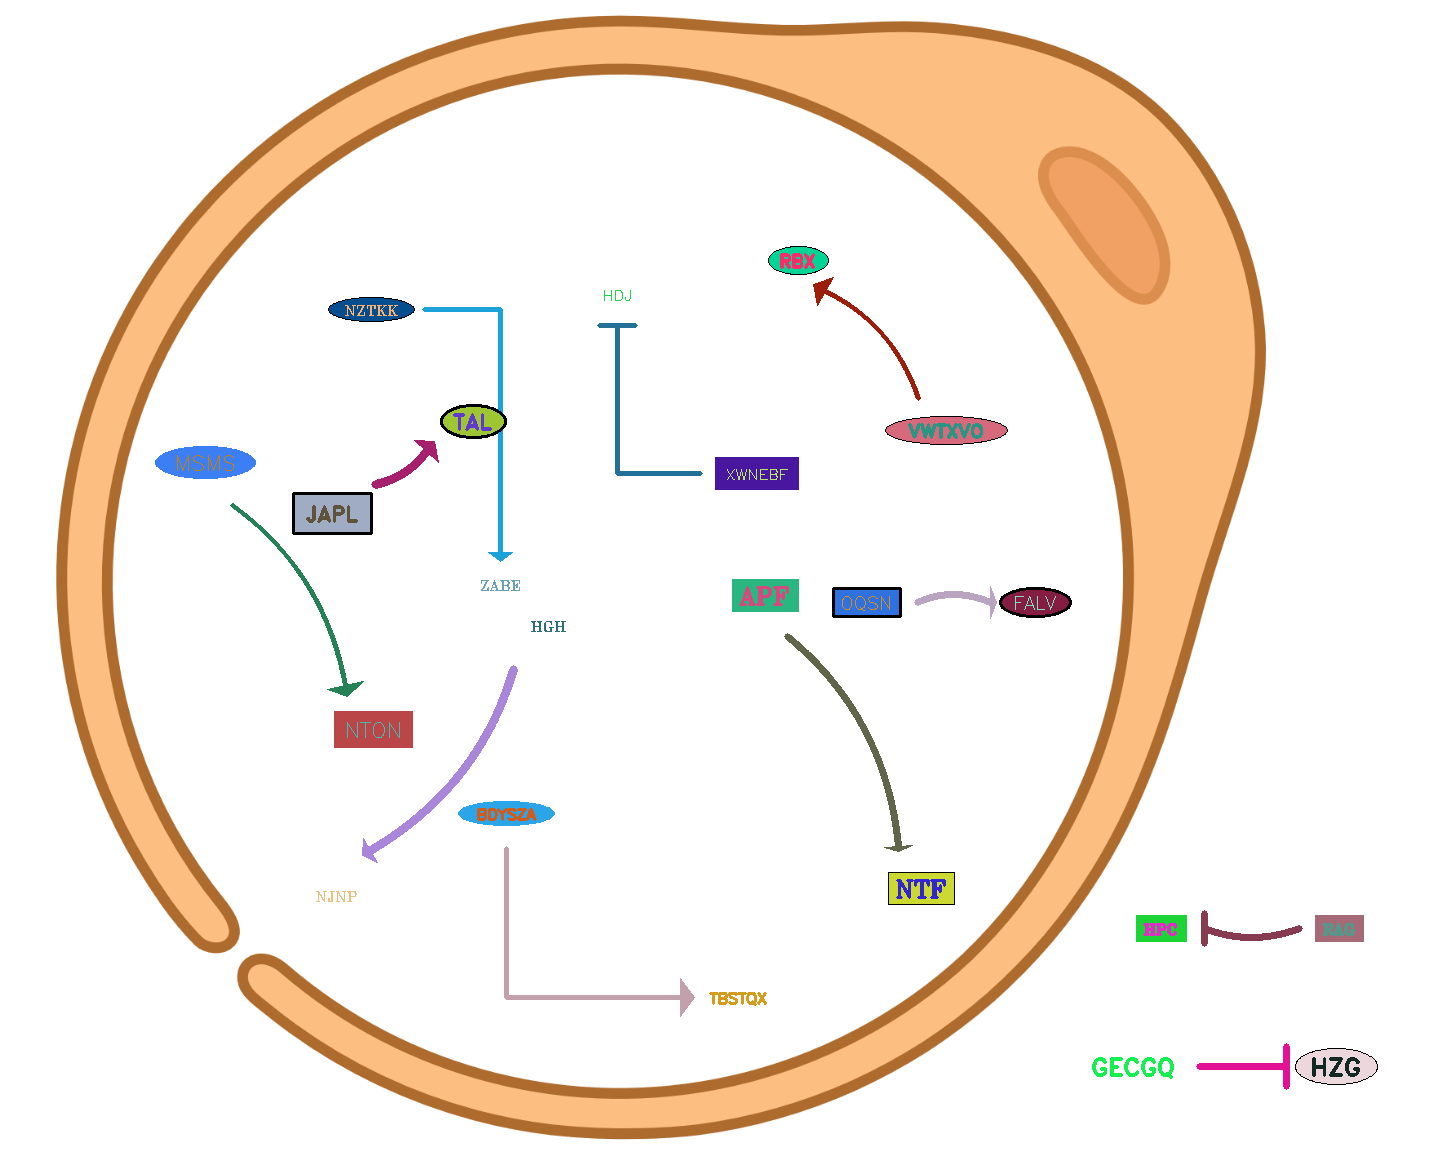 RBX
HDJ
NZTKK
TAL
VWTXVO
MSMS
XWNEBF
JAPL
ZABE
APF
OQSN
FALV
HGH
NTON
BDYSZA
NTF
NJNP
HPC
TBSTQX
GECGQ
HZG